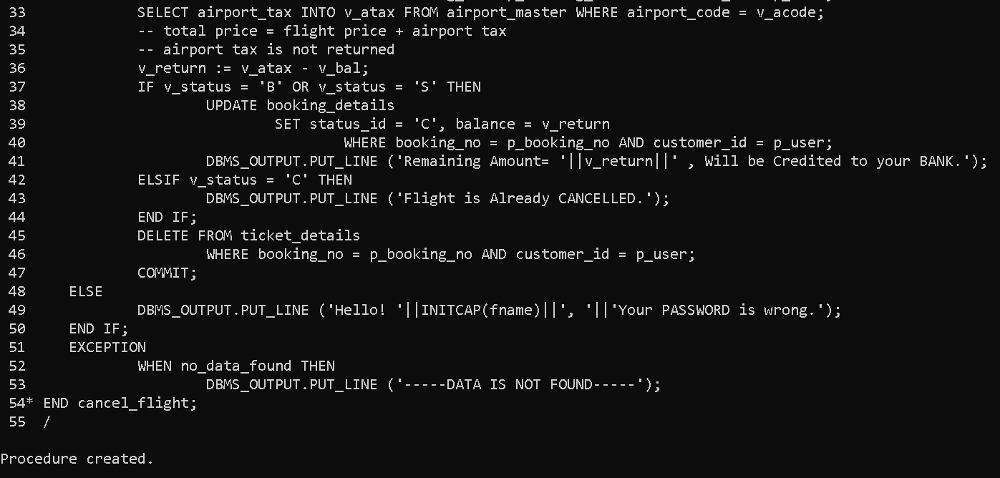 33             SELECT airport_tax INTO v_atax FROM airport_master WHERE airport_code = v_acode;
34             -- total price = flight price + airport tax
35             -- airport tax is not returned
36             v_return := v_atax - v_bal;
37             IF v_status = 'B' OR v_status = 'S' THEN
38                     UPDATE booking_details
39                             SET status_id = 'C', balance = v_return
40                                     WHERE booking_no = p_booking_no AND customer_id = p_user;
41                     DBMS_OUTPUT.PUT_LINE ('Remaining Amount= '||v_return||' , Will be Credited to your BANK.');
42             ELSIF v_status = 'C' THEN
43                     DBMS_OUTPUT.PUT_LINE ('Flight is Already CANCELLED.');
44             END IF;
45             DELETE FROM ticket_details
46                     WHERE booking_no = p_booking_no AND customer_id = p_user;
47             COMMIT;
48     ELSE
49             DBMS_OUTPUT.PUT_LINE ('Hello! '||INITCAP(fname)||', '||'Your PASSWORD is wrong.');
50     END IF;
51     EXCEPTION
52             WHEN no_data_found THEN
53                     DBMS_OUTPUT.PUT_LINE ('-----DATA IS NOT FOUND-----');
54* END cancel_flight;
55  /
Procedure created.